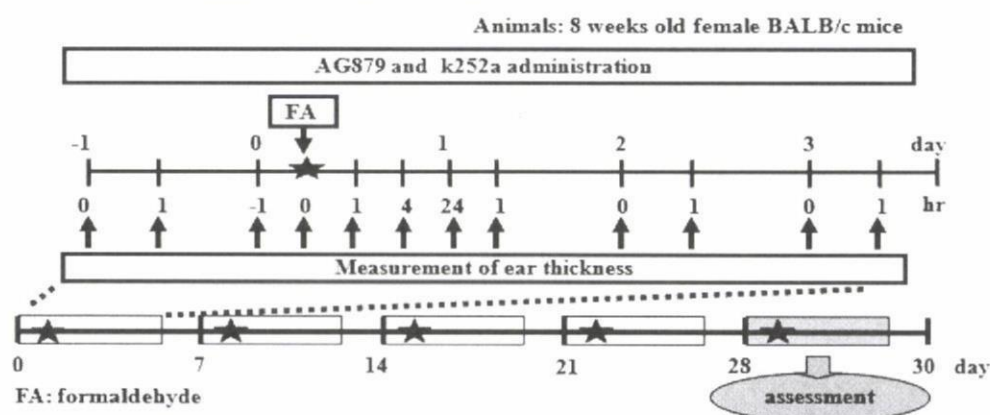 Animals: 8 weeks old female BALB/c mice
AG879 and k252a administration
FA
-1 0 1 2 3 day
0 1 -1 0 1 4 24 1 0 1 0 1 hr
Measurement of ear thickness
0 7 14 21 28 30 day
FA: formaldehyde
assessment